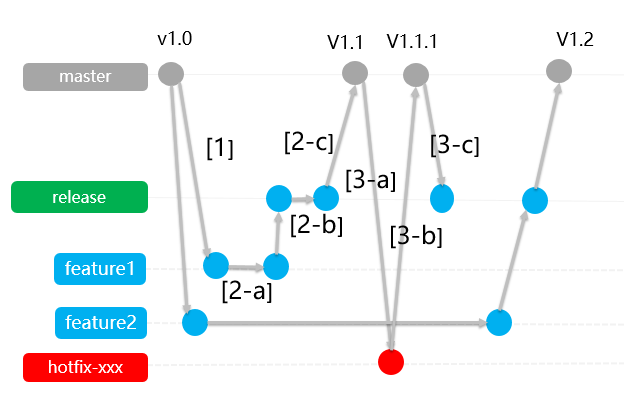 v1.0
V1.1
V1.1.1
V1.2
master
[1]
[2-c]
[3-c]
[3-a]
release
[2-b]
[3-b]
feature1
[2-a]
feature2
hotfix-xxx